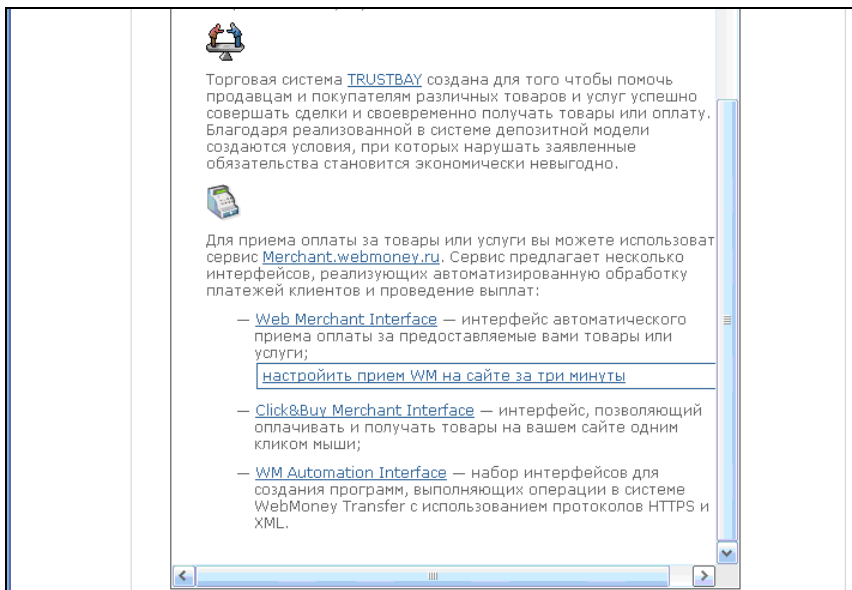 Торговая система TRUSTBAY создана для того чтобы помочь
продавцам и покупателям различных товаров и услуг успешно
совершать сделки и своевременно получать товары или оплату.
Благодаря реализованной в системе депозитной модели
создаются условия, при которых нарушать заявленные
обязательства становится экономически невыгодно.
Для приема оплаты за товары или услуги вы можете использоват
сервис Merchant.webmoney.ru. Сервис предлагает несколько
интерфейсов, реализующих автоматизированную обработку
платежей клиентов и проведение выплат:
— Web Merchant Interface — интерфейс автоматического
приема оплаты за предоставляемые вами товары или
услуги;
настроить прием WM на сайте за три минуты
— Click&Buy Merchant Interface — интерфейс, позволяющий
оплачивать и получать товары на вашем сайте одним
кликом мыши;
— WM Automation Interface — набор интерфейсов для
создания программ, выполняющих операции в системе
WebMoney Transfer с использованием протоколов HTTPS и
XML.